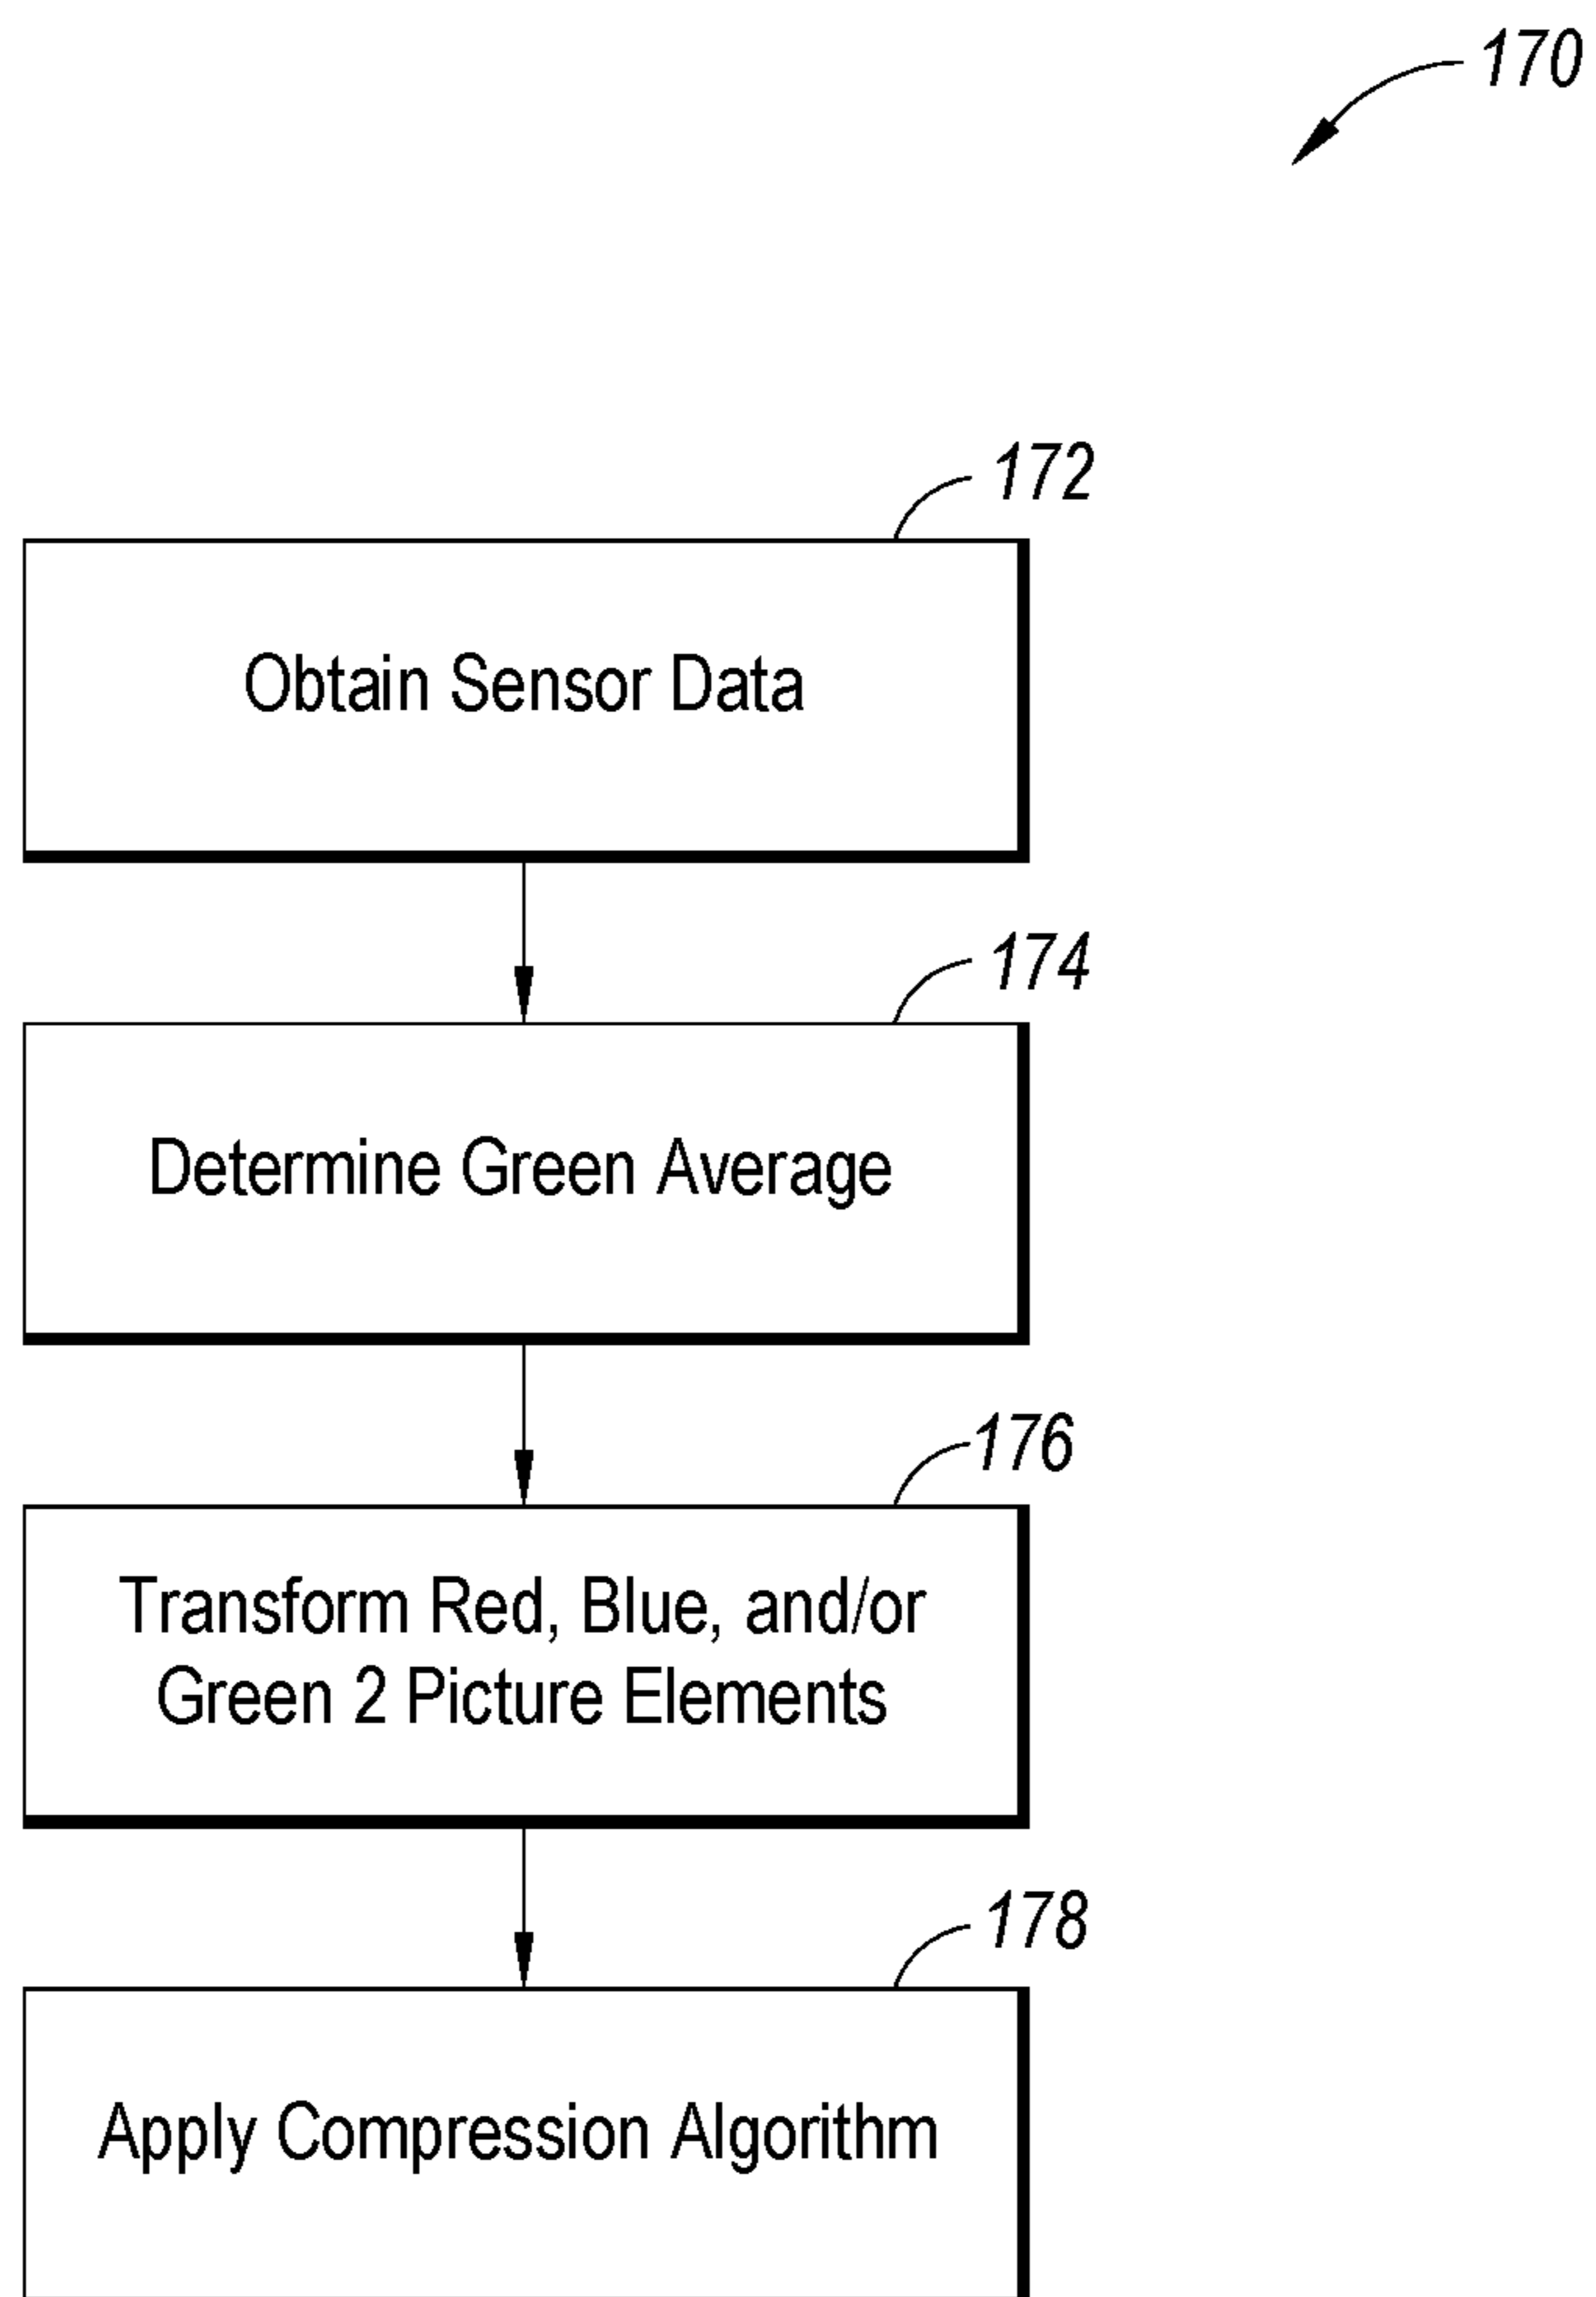 170
172
Obtain Sensor Data
174
Determine Green Average
176
Transform Red, Blue, and/or
Green 2 Picture Elements
178
Apply Compression Algorithm